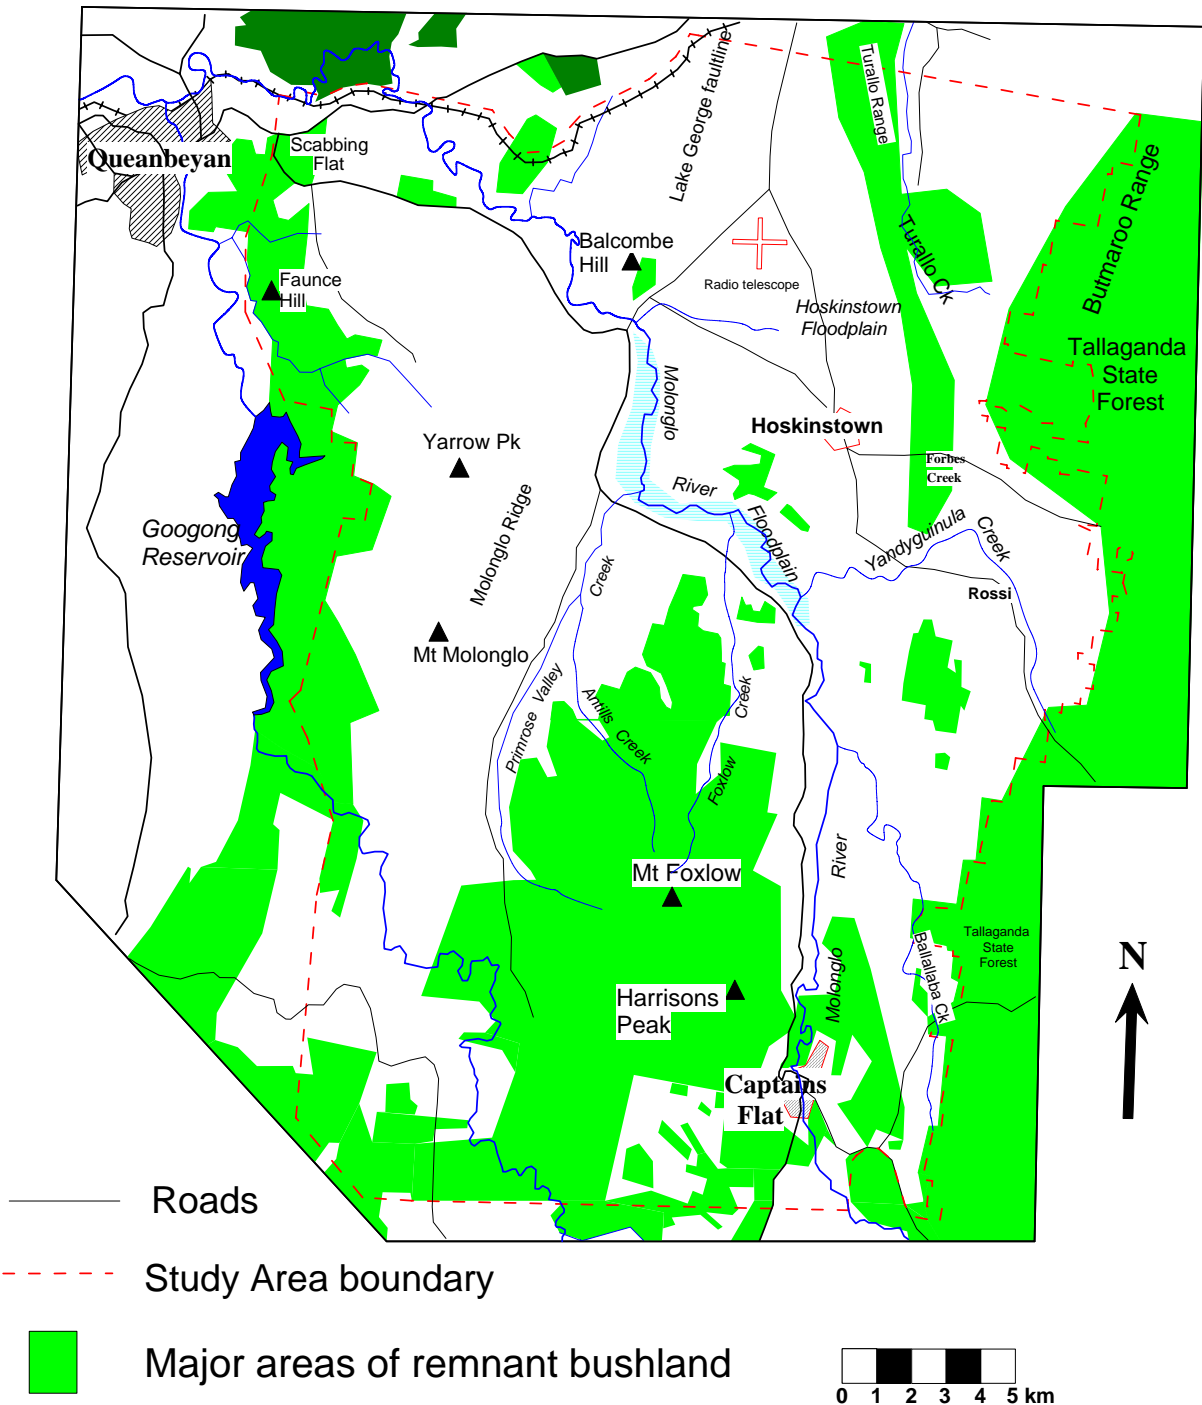 Lake George faultline
Turallo Range
Queanbeyan
Scabbing
Flat
Butmaroo Range
Turallo Ck
Balcombe
Hill
Faunce
Hill
Radio telescope
Hoskinstown
Floodplain
Tallaganda
State
Forest
Molonglo
River
Floodplain
Hoskinstown
Yarrow Pk
Forbes
Creek
Googong
Reservoir
Molonglo Ridge
Yandyguinula
Creek
Creek
Rossi
Mt Molonglo
Primrose Valley
Antills
Creek
Creek
Foxlow
River
Molonglo
Mt Foxlow
Ballallaba Ck
Tallaganda
State
Forest
Harrisons
Peak
N
Captains
Flat
Roads
Study Area boundary
Major areas of remnant bushland
0 1 2 3 4 5 km